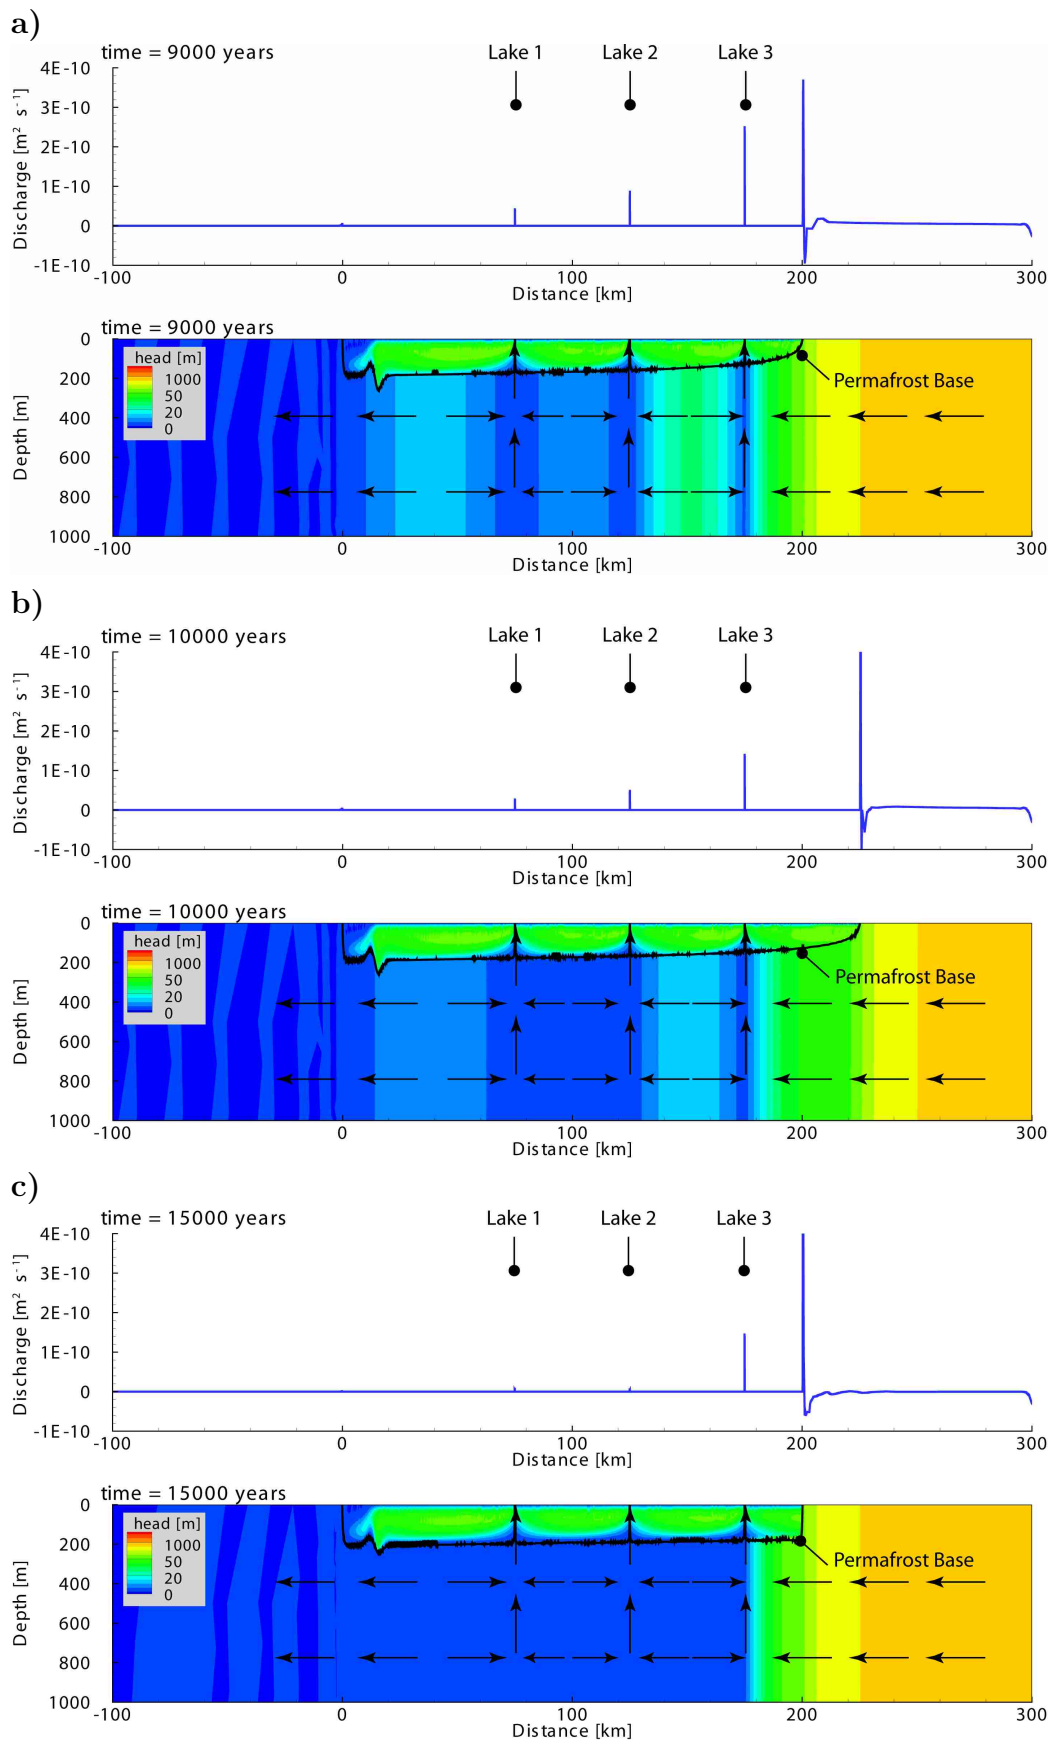 a)
time = 9000 years
Lake 1 Lake 2 Lake 3
4E-10
3E-10
2E-10
1E-10
0
-1E-10
Discharge [m² s⁻¹]
-100 0 100 200 300
Distance [km]
time = 9000 years
head [m]
1000
50
20
0
Permafrost Base
0
200
400
600
800
1000
Depth [m]
-100 0 100 200 300
Distance [km]
b)
time = 10000 years
Lake 1 Lake 2 Lake 3
4E-10
3E-10
2E-10
1E-10
0
-1E-10
Discharge [m² s⁻¹]
-100 0 100 200 300
Distance [km]
time = 10000 years
head [m]
1000
50
20
0
Permafrost Base
0
200
400
600
800
1000
Depth [m]
-100 0 100 200 300
Distance [km]
c)
time = 15000 years
Lake 1 Lake 2 Lake 3
4E-10
3E-10
2E-10
1E-10
0
-1E-10
Discharge [m² s⁻¹]
-100 0 100 200 300
Distance [km]
time = 15000 years
head [m]
1000
50
20
0
Permafrost Base
0
200
400
600
800
1000
Depth [m]
-100 0 100 200 300
Distance [km]